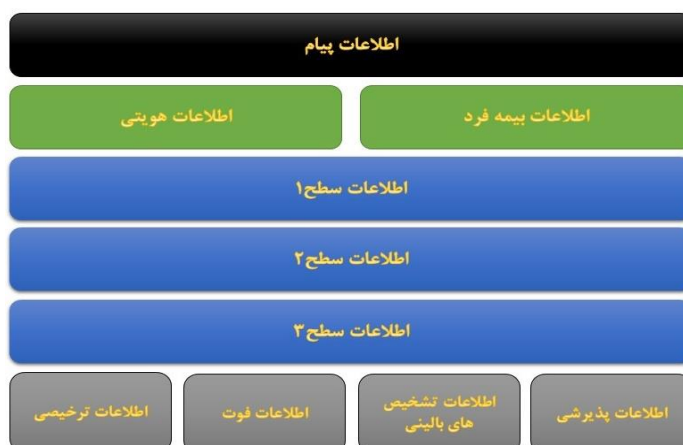 اطلاعات پیام
اطلاعات بیمه فرد
اطلاعات هویتی
اطلاعات سطح۱
اطلاعات سطح۲
اطلاعات سطح۳
اطلاعات پذیرشی
اطلاعات تشخیص
های بالینی
اطلاعات فوت
اطلاعات ترخیصی